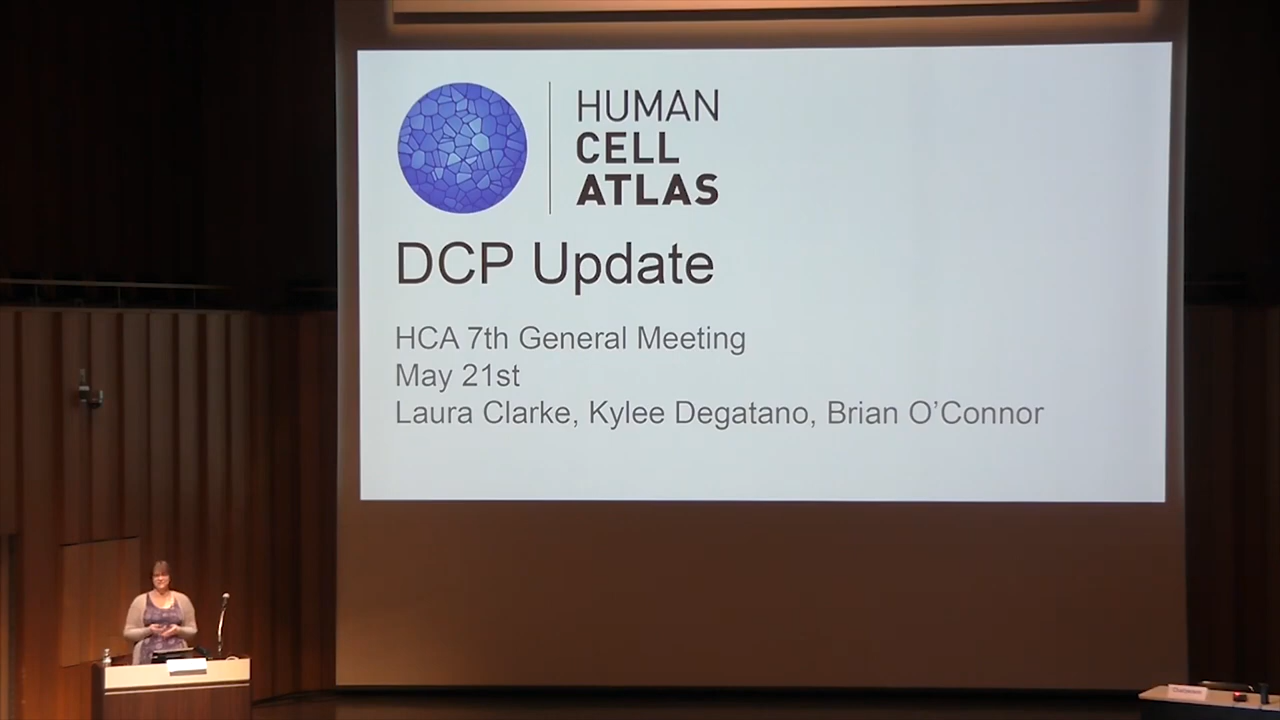 HUMAN
CELL
ATLAS
DCP Update
HCA 7th General Meeting
May 21st
Laura Clarke, Kylee Degatano, Brian O’Connor